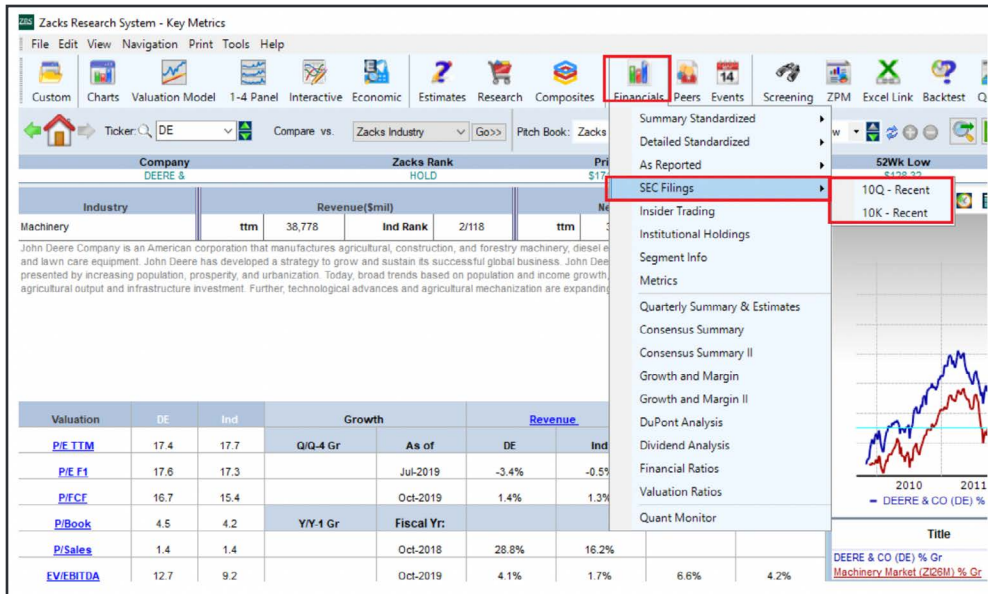 ZRS Zacks Research System - Key Metrics
File Edit View Navigation Print Tools Help
Custom Charts Valuation Model 1-4 Panel Interactive Economic Estimates Research Composites Financials Peers Events Screening ZPM Excel Link Backtest
Ticker: DE Compare vs. Zacks Industry Go>> Pitch Book: Zacks
Company Zacks Rank Pri 52Wk Low
DEERE & HOLD $17 $128.32
Industry Revenue($mil) Ne
Machinery ttm 38,778 Ind Rank 2/118 ttm
John Deere Company is an American corporation that manufactures agricultural, construction, and forestry machinery, diesel e
and lawn care equipment. John Deere has developed a strategy to grow and sustain its successful global business. John Dee
presented by increasing population, prosperity, and urbanization. Today, broad trends based on population and income growth,
agricultural output and infrastructure investment. Further, technological advances and agricultural mechanization are expanding
Summary Standardized
Detailed Standardized
As Reported
SEC Filings
Insider Trading
Institutional Holdings
Segment Info
Metrics
Quarterly Summary & Estimates
Consensus Summary
Consensus Summary II
Growth and Margin
Growth and Margin II
DuPont Analysis
Dividend Analysis
Financial Ratios
Valuation Ratios
Quant Monitor
10Q - Recent
10K - Recent
Valuation DE Ind Growth Revenue
P/E TTM 17.4 17.7 Q/Q-4 Gr As of DE Ind
P/E F1 17.6 17.3 Jul-2019 -3.4% -0.5%
P/FCF 16.7 15.4 Oct-2019 1.4% 1.3%
P/Book 4.5 4.2 Y/Y-1 Gr Fiscal Yr:
P/Sales 1.4 1.4 Oct-2018 28.8% 16.2%
EV/EBITDA 12.7 9.2 Oct-2019 4.1% 1.7% 6.6% 4.2%
2010 2011
DEERE & CO (DE) %
Title
DEERE & CO (DE) % Gr
Machinery Market (ZI26M) % Gr